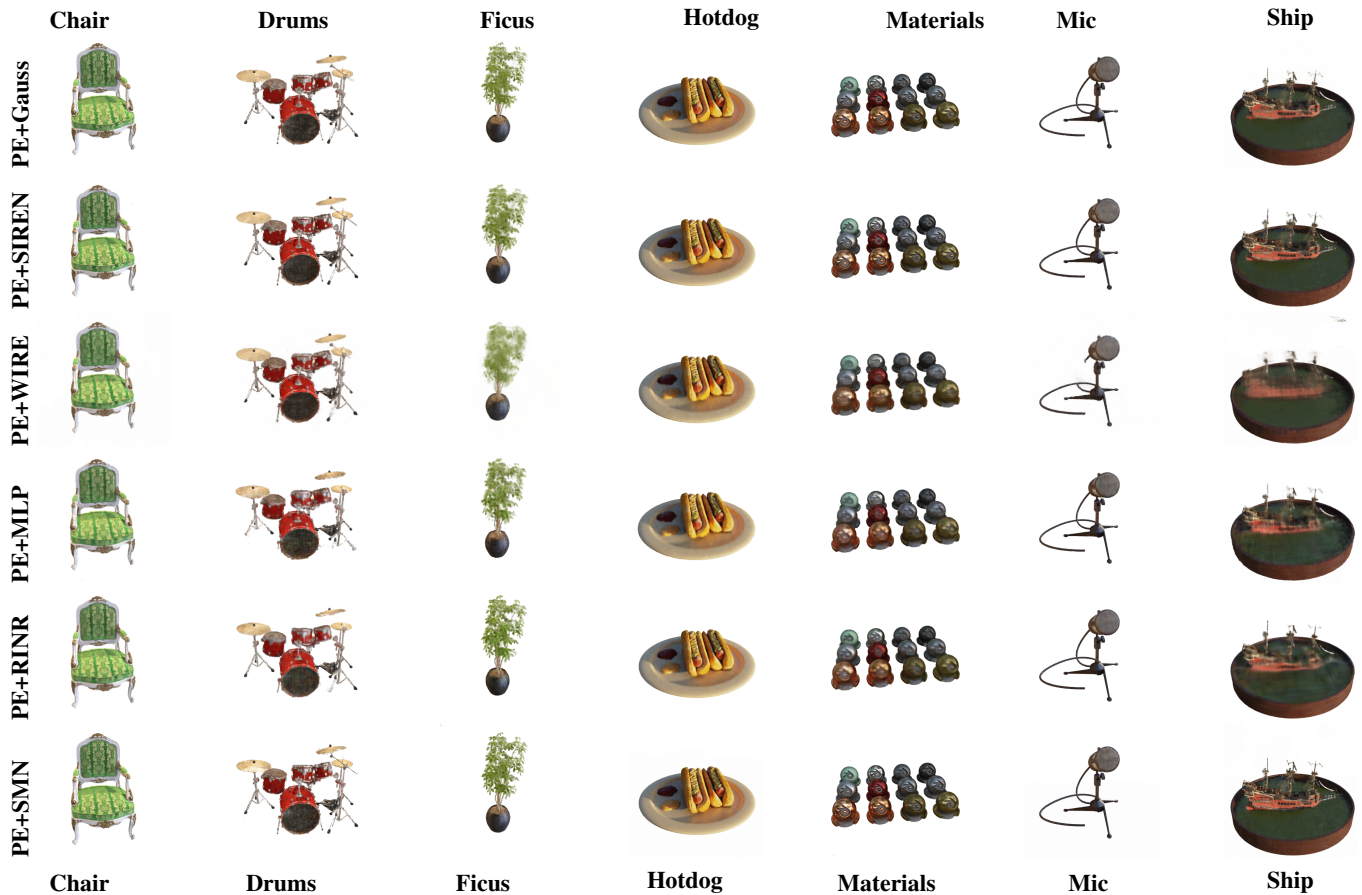 Chair Drums Ficus Hotdog Materials Mic Ship
PE+Gauss
PE+SIREN
PE+WIRE
PE+MLP
PE+RINR
PE+SMN
Chair Drums Ficus Hotdog Materials Mic Ship